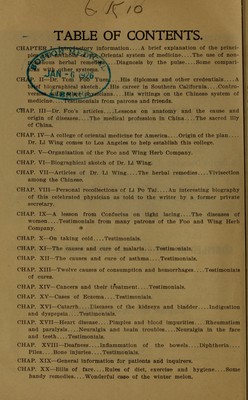 G K 10
TABLE OF CONTENTS.
CHAPTER I—Introductory information....A brief explanation of the princi-
Oriental system of medicine....The use of non-
herbal remedies....Diagnosis by the pulse....Some compari-
with other systems.
JAN -6 1926
CHAP. II—Dr. Tom Foo Yuen....His diplomas and other credentials....A
brief biographical sketch....His career in Southern California....Contro-
His writings on the Chinese system of
medicine....Testimonials from patrons and friends.
CHAP. III—Dr. Foo's articles....Lessons on anatomy and the cause and
origin of diseases....The medical profession in China....The sacred lily
of China.
CHAP. IV—A college of oriental medicine for America....Origin of the plan....
Dr. Li Wing comes to Los Angeles to help establish this college.
CHAP. V—Organization of the Foo and Wing Herb Company.
CHAP. VI—Biographical sketch of Dr. Li Wing.
CHAP. VII—Articles of Dr. Li Wing....The herbal remedies....Vivisection
among the Chinese.
CHAP. VIII—Personal recollections of Li Po Tai....An interesting biography
of this celebrated physician as told to the writer by a former private
secretary.
CHAP. IX—A lesson from Confucius on tight lacing....The diseases of
women....Testimonials from many patrons of the Foo and Wing Herb
Company.
CHAP. X—On taking cold....Testimonials.
CHAP. XI—The causes and cure of malaria....Testimonials.
CHAP. XII—The causes and cure of asthma....Testimonials.
CHAP. XIII—Twelve causes of consumption and hemorrhages....Testimonials
of cures.
CHAP. XIV—Cancers and their treatment....Testimonials.
CHAP. XV—Cases of Eczema....Testimonials.
CHAP. XVI—Catarrh....Diseases of the kidneys and bladder....Indigestion
and dyspepsia....Testimonials.
CHAP. XVII—Heart disease....Pimples and blood impurities....Rheumatism
and paralysis....Neuralgia and brain troubles....Neuralgia in the face
and teeth....Testimonials.
CHAP. XVIII—Deafness....Inflammation of the bowels....Diphtheria....
Piles....Bone injuries....Testimonials.
CHAP. XIX—General information for patients and inquirers.
CHAP. XX—Bills of fare....Rules of diet, exercise and hygiene....Some
handy remedies....Wonderful case of the winter melon.